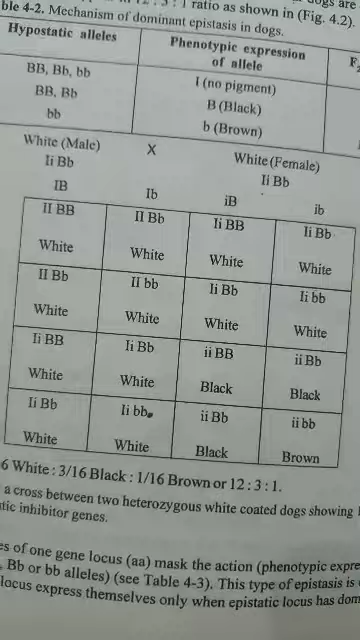 12 : 3 : 1 ratio as shown in (Fig. 4.2).
ble 4-2. Mechanism of dominant epistasis in dogs.
Hypostatic alleles Phenotypic expression of allele F₂
BB, Bb, bb I (no pigment)
BB, Bb B (Black)
bb b (Brown)
White (Male) X White (Female)
Ii Bb Ii Bb
IB Ib iB ib
II BB II Bb Ii BB Ii Bb
White White White White
II Bb II bb Ii Bb Ii bb
White White White White
Ii BB Ii Bb ii BB ii Bb
White White Black Black
Ii Bb Ii bb ii Bb ii bb
White White Black Brown
6 White : 3/16 Black : 1/16 Brown or 12 : 3 : 1.
a cross between two heterozygous white coated dogs showing
tic inhibitor genes.
es of one gene locus (aa) mask the action (phenotypic expre
, Bb or bb alleles) (see Table 4-3). This type of epistasis is
locus express themselves only when epistatic locus has dom